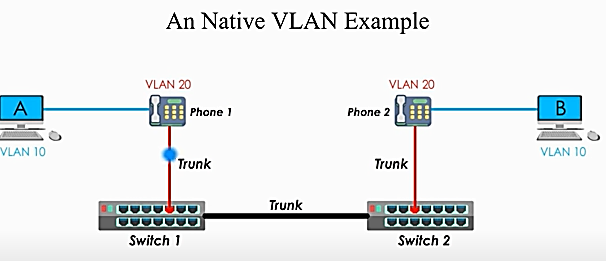 An Native VLAN Example
VLAN 20
VLAN 20
A
Phone 1
Phone 2
B
VLAN 10
Trunk
Trunk
VLAN 10
Trunk
Switch 1
Switch 2